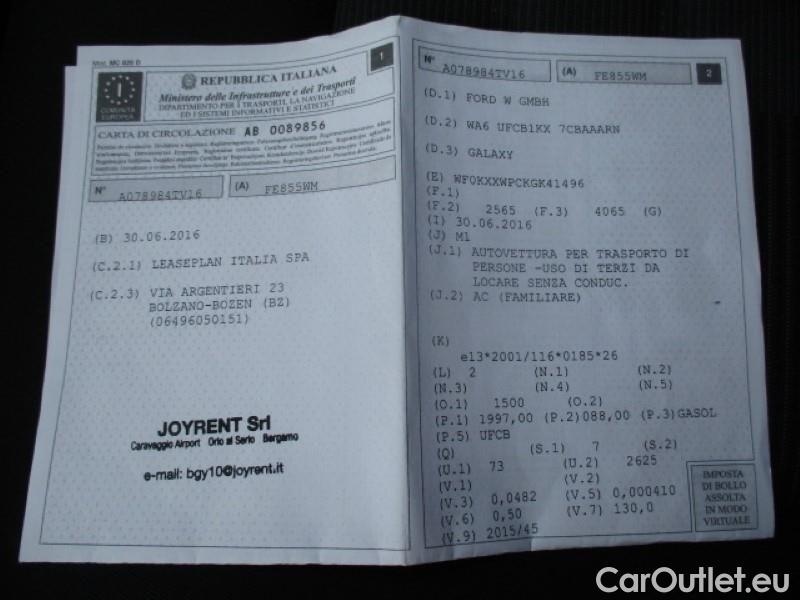 Mod. MC 820 D
1
I
COMUNITÀ
EUROPEA
REPUBBLICA ITALIANA
Ministero delle Infrastrutture e dei Trasporti
DIPARTIMENTO PER I TRASPORTI, LA NAVIGAZIONE
ED I SISTEMI INFORMATIVI E STATISTICI
CARTA DI CIRCOLAZIONE AB 0089856
N° A078984TV16 (A) FE855WM
(B) 30.06.2016
(C.2.1) LEASEPLAN ITALIA SPA
(C.2.3) VIA ARGENTIERI 23
BOLZANO-BOZEN (BZ)
(06496050151)
JOYRENT Srl
Caravaggio Airport Orio al Serio Bergamo
e-mail: bgy10@joyrent.it
N° A078984TV16 (A) FE855WM 2
(D.1) FORD W GMBH
(D.2) WA6 UFCB1KX 7CBAAARN
(D.3) GALAXY
(E) WF0KXXWPCKGK41496
(F.1)
(F.2) 2565 (F.3) 4065 (G)
(I) 30.06.2016
(J) M1
(J.1) AUTOVETTURA PER TRASPORTO DI
PERSONE -USO DI TERZI DA
LOCARE SENZA CONDUC.
(J.2) AC (FAMILIARE)
(K)
e13*2001/116*0185*26
(L) 2 (N.1) (N.2)
(N.3) (N.4) (N.5)
(O.1) 1500 (O.2)
(P.1) 1997,00 (P.2)088,00 (P.3)GASOL
(P.5) UFCB
(Q) (S.1) 7 (S.2)
(U.1) 73 (U.2) 2625
(V.1) (V.2)
(V.3) 0,0482 (V.5) 0,000410
(V.6) 0,50 (V.7) 130,0
(V.9) 2015/45
IMPOSTA
DI BOLLO
ASSOLTA
IN MODO
VIRTUALE
CarOutlet.eu